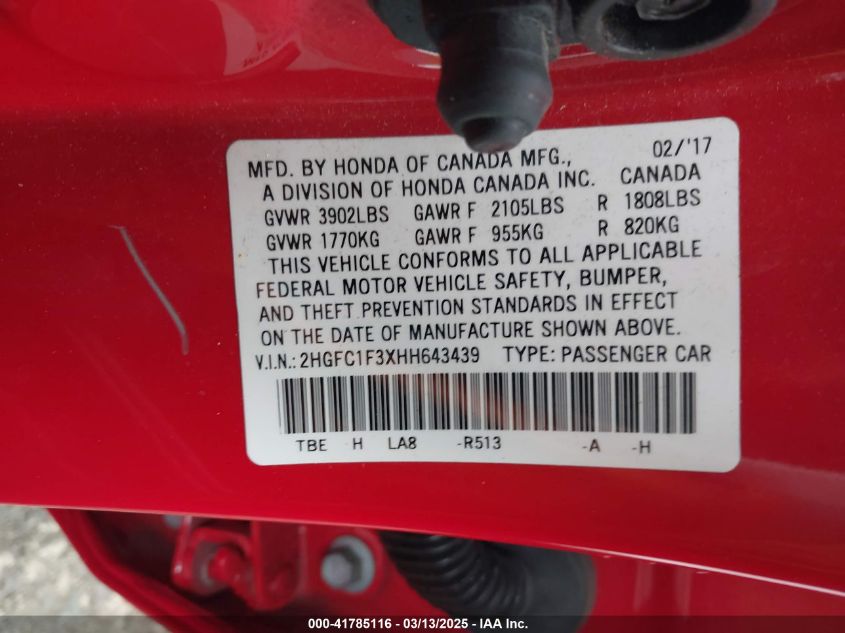 MFD. BY HONDA OF CANADA MFG., 02/'17
A DIVISION OF HONDA CANADA INC. CANADA
GVWR 3902LBS GAWR F 2105LBS R 1808LBS
GVWR 1770KG GAWR F 955KG R 820KG
THIS VEHICLE CONFORMS TO ALL APPLICABLE
FEDERAL MOTOR VEHICLE SAFETY, BUMPER,
AND THEFT PREVENTION STANDARDS IN EFFECT
ON THE DATE OF MANUFACTURE SHOWN ABOVE.
V.I.N.: 2HGFC1F3XHH643439 TYPE: PASSENGER CAR
TBE H LA8 -R513 -A -H
000-41785116 - 03/13/2025 - IAA Inc.